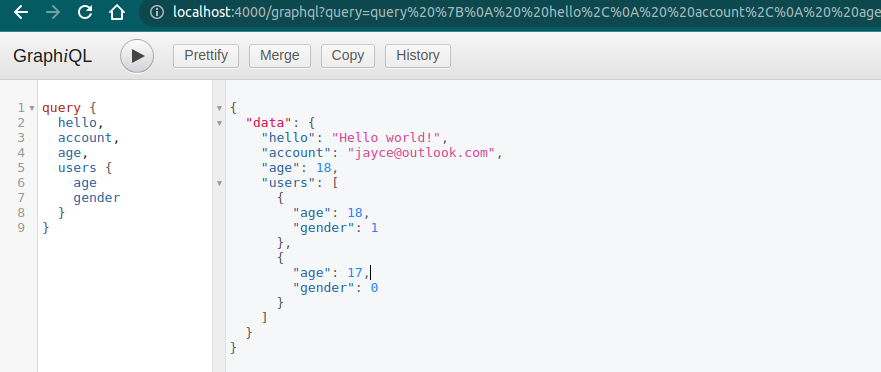 localhost:4000/graphql?query=query%20%7B%0A%20%20hello%2C%0A%20%20account%2C%0A%20%20age
GraphiQL Prettify Merge Copy History
1 query {
2 hello,
3 account,
4 age,
5 users {
6 age
7 gender
8 }
9 }
{
"data": {
"hello": "Hello world!",
"account": "jayce@outlook.com",
"age": 18,
"users": [
{
"age": 18,
"gender": 1
},
{
"age": 17,
"gender": 0
}
]
}
}